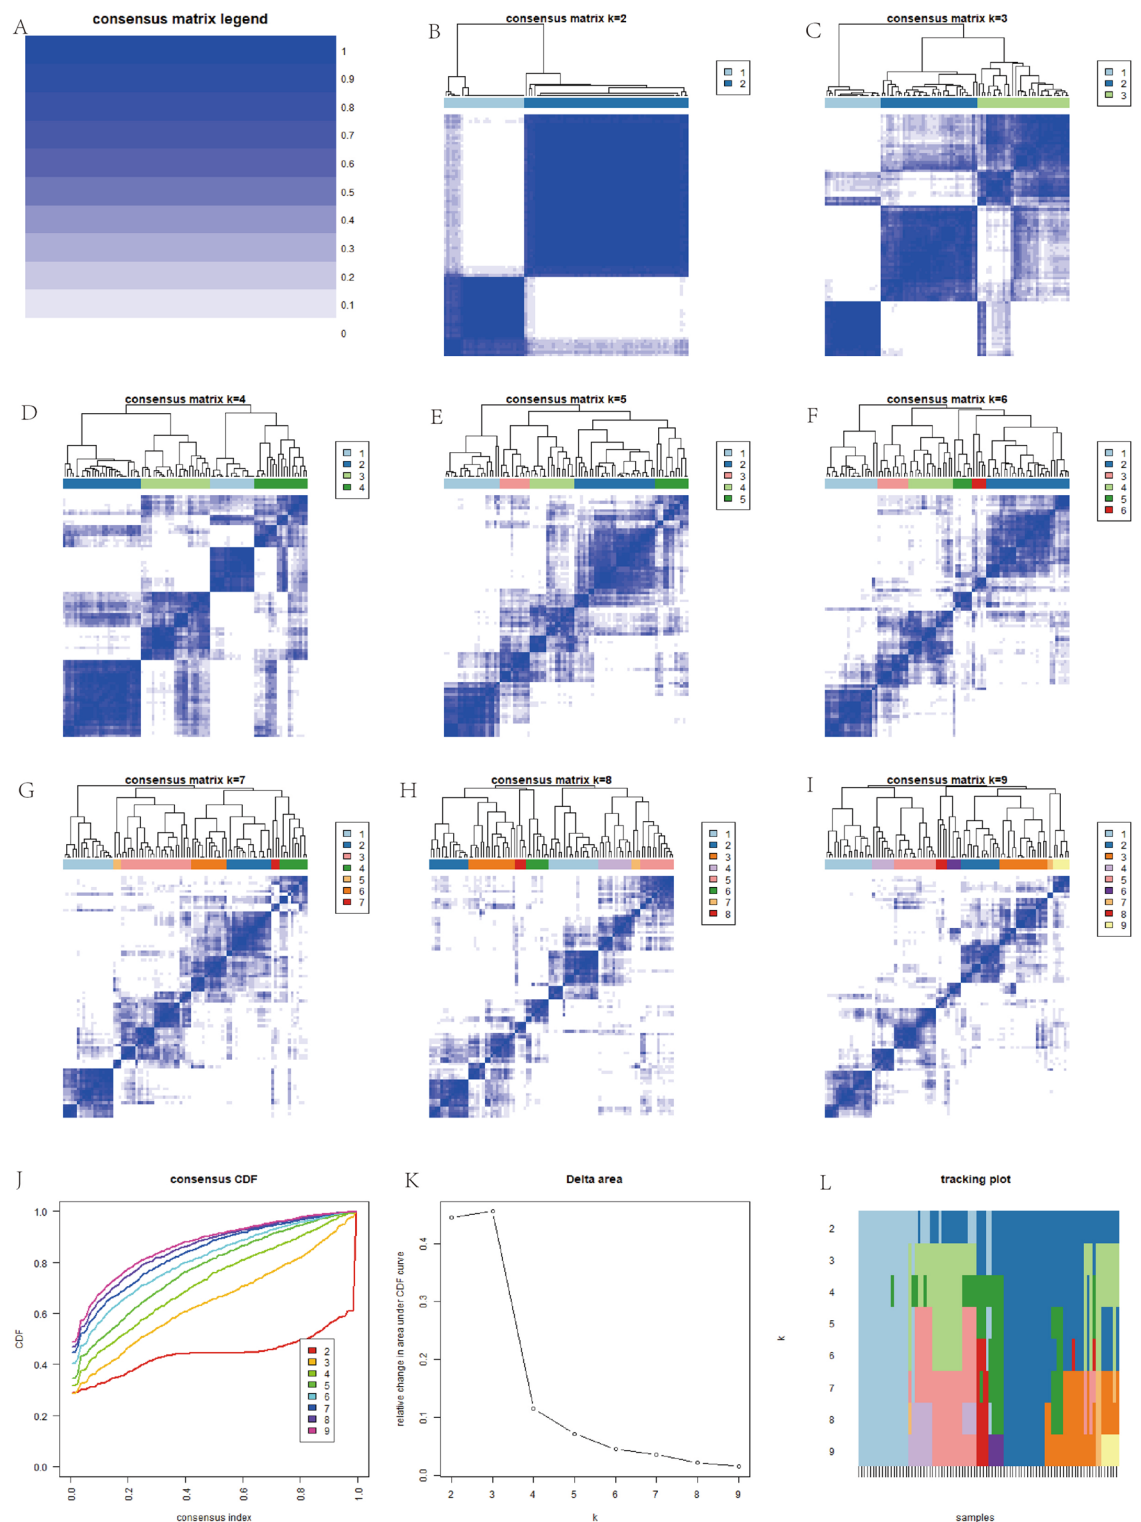 A
consensus matrix legend
1
0.9
0.8
0.7
0.6
0.5
0.4
0.3
0.2
0.1
0
B
consensus matrix k=2
1
2
C
consensus matrix k=3
1
2
3
D
consensus matrix k=4
1
2
3
4
E
consensus matrix k=5
1
2
3
4
5
F
consensus matrix k=6
1
2
3
4
5
6
G
consensus matrix k=7
1
2
3
4
5
6
7
H
consensus matrix k=8
1
2
3
4
5
6
7
8
I
consensus matrix k=9
1
2
3
4
5
6
7
8
9
J
consensus CDF
CDF
1.0
0.8
0.6
0.4
0.2
0.0
2
3
4
5
6
7
8
9
0.0 0.2 0.4 0.6 0.8 1.0
consensus index
K
Delta area
relative change in area under CDF curve
0.4
0.3
0.2
0.1
0.0
2 3 4 5 6 7 8 9
k
L
tracking plot
k
2
3
4
5
6
7
8
9
samples